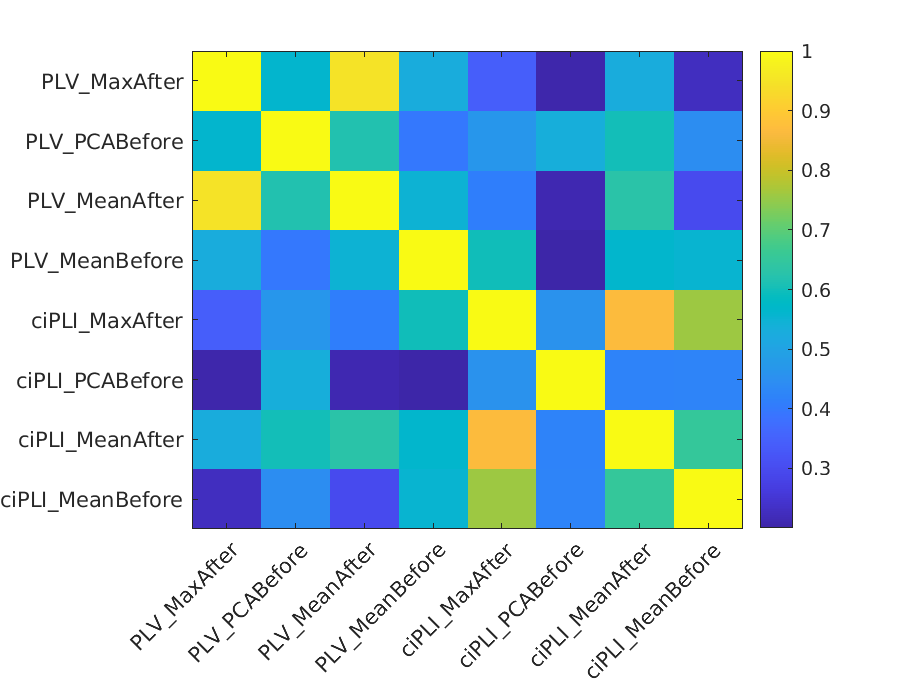 PLV_MaxAfter
PLV_PCABefore
PLV_MeanAfter
PLV_MeanBefore
ciPLI_MaxAfter
ciPLI_PCABefore
ciPLI_MeanAfter
ciPLI_MeanBefore
PLV_MaxAfter
PLV_PCABefore
PLV_MeanAfter
PLV_MeanBefore
ciPLI_MaxAfter
ciPLI_PCABefore
ciPLI_MeanAfter
ciPLI_MeanBefore
1
0.9
0.8
0.7
0.6
0.5
0.4
0.3